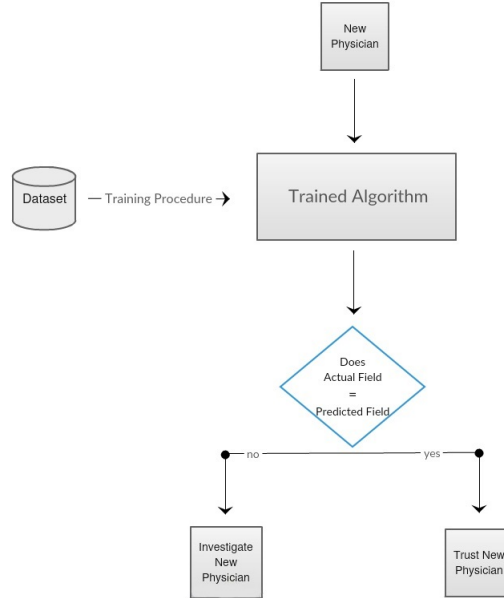 New
Physician
Dataset
Training Procedure
Trained Algorithm
Does
Actual Field
=
Predicted Field
no
yes
Investigate
New
Physician
Trust New
Physician